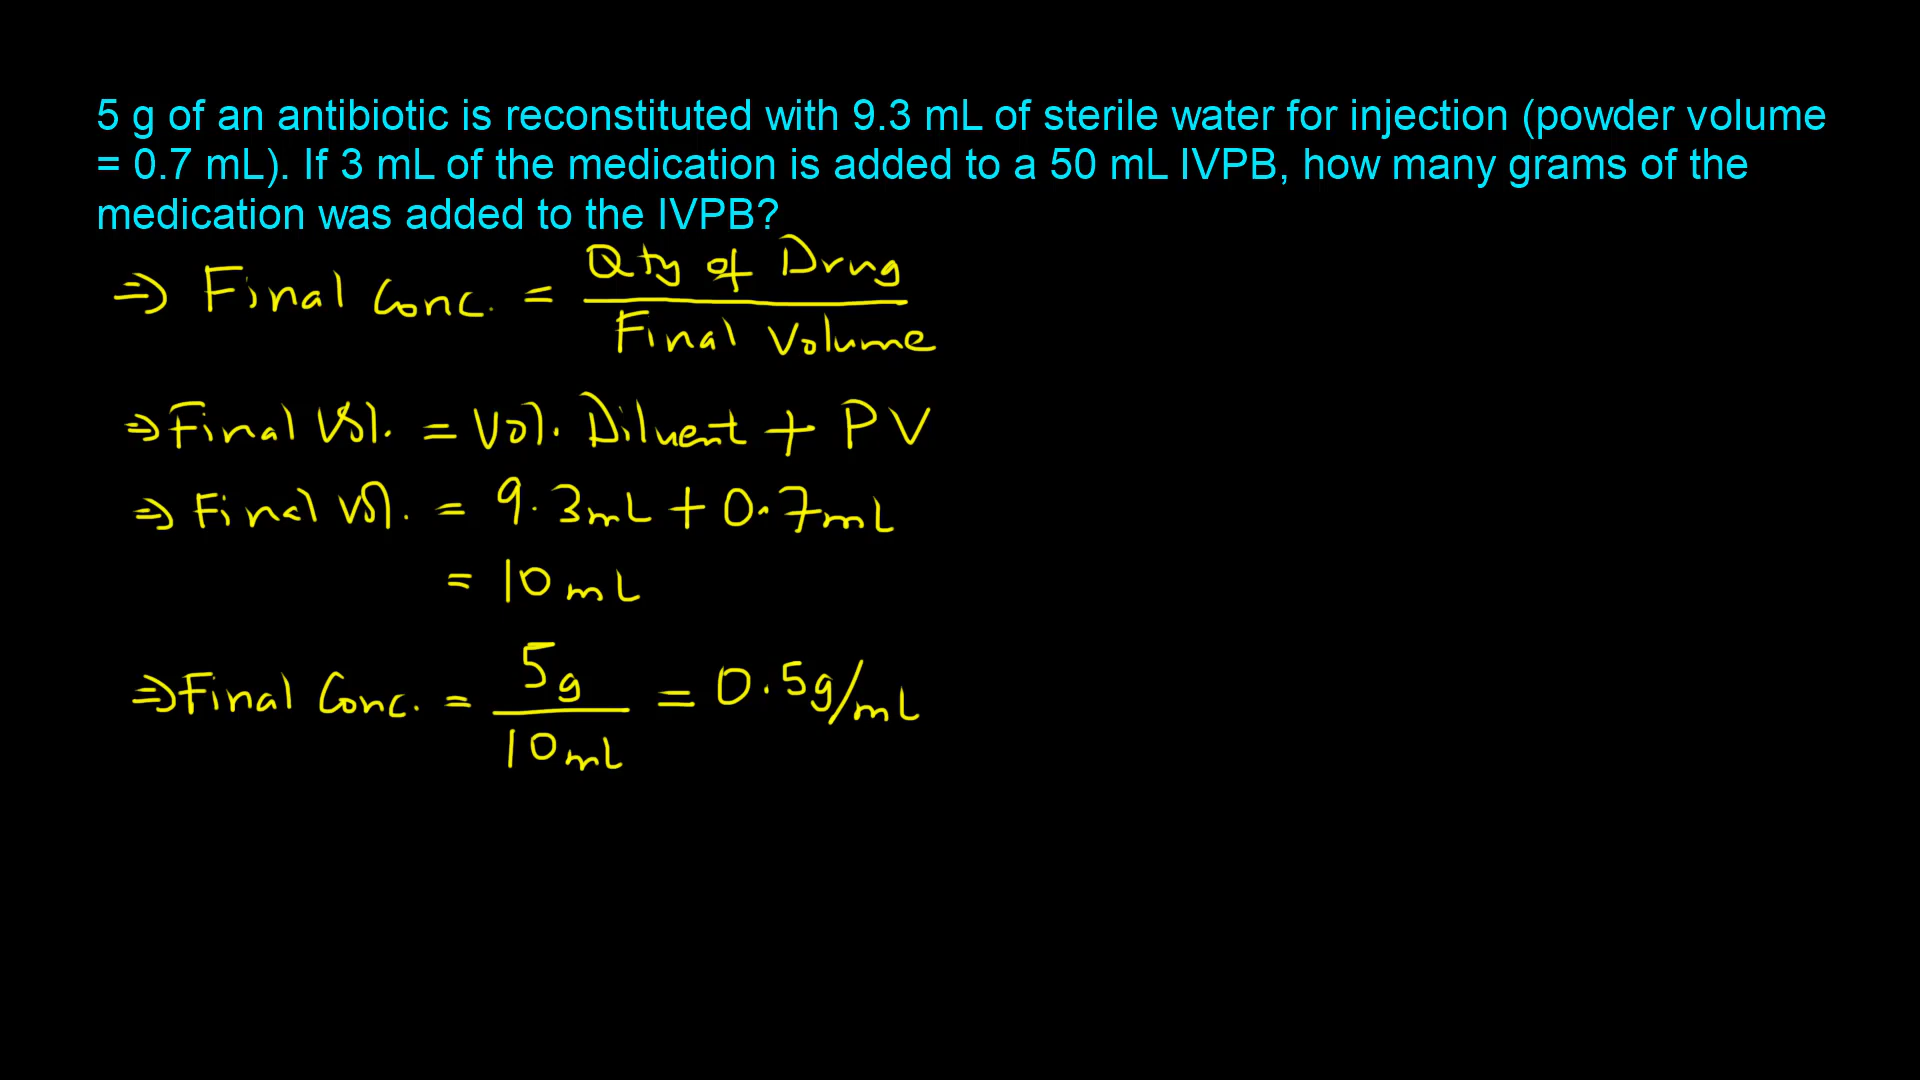 5 g of an antibiotic is reconstituted with 9.3 mL of sterile water for injection (powder volume
= 0.7 mL). If 3 mL of the medication is added to a 50 mL IVPB, how many grams of the
medication was added to the IVPB?
⇒ Final Conc. = Qty of Drug / Final Volume
⇒ Final Vol. = Vol. Diluent + PV
⇒ Final Vol. = 9.3mL + 0.7mL
= 10mL
⇒ Final Conc. = 5g / 10mL = 0.5g/mL